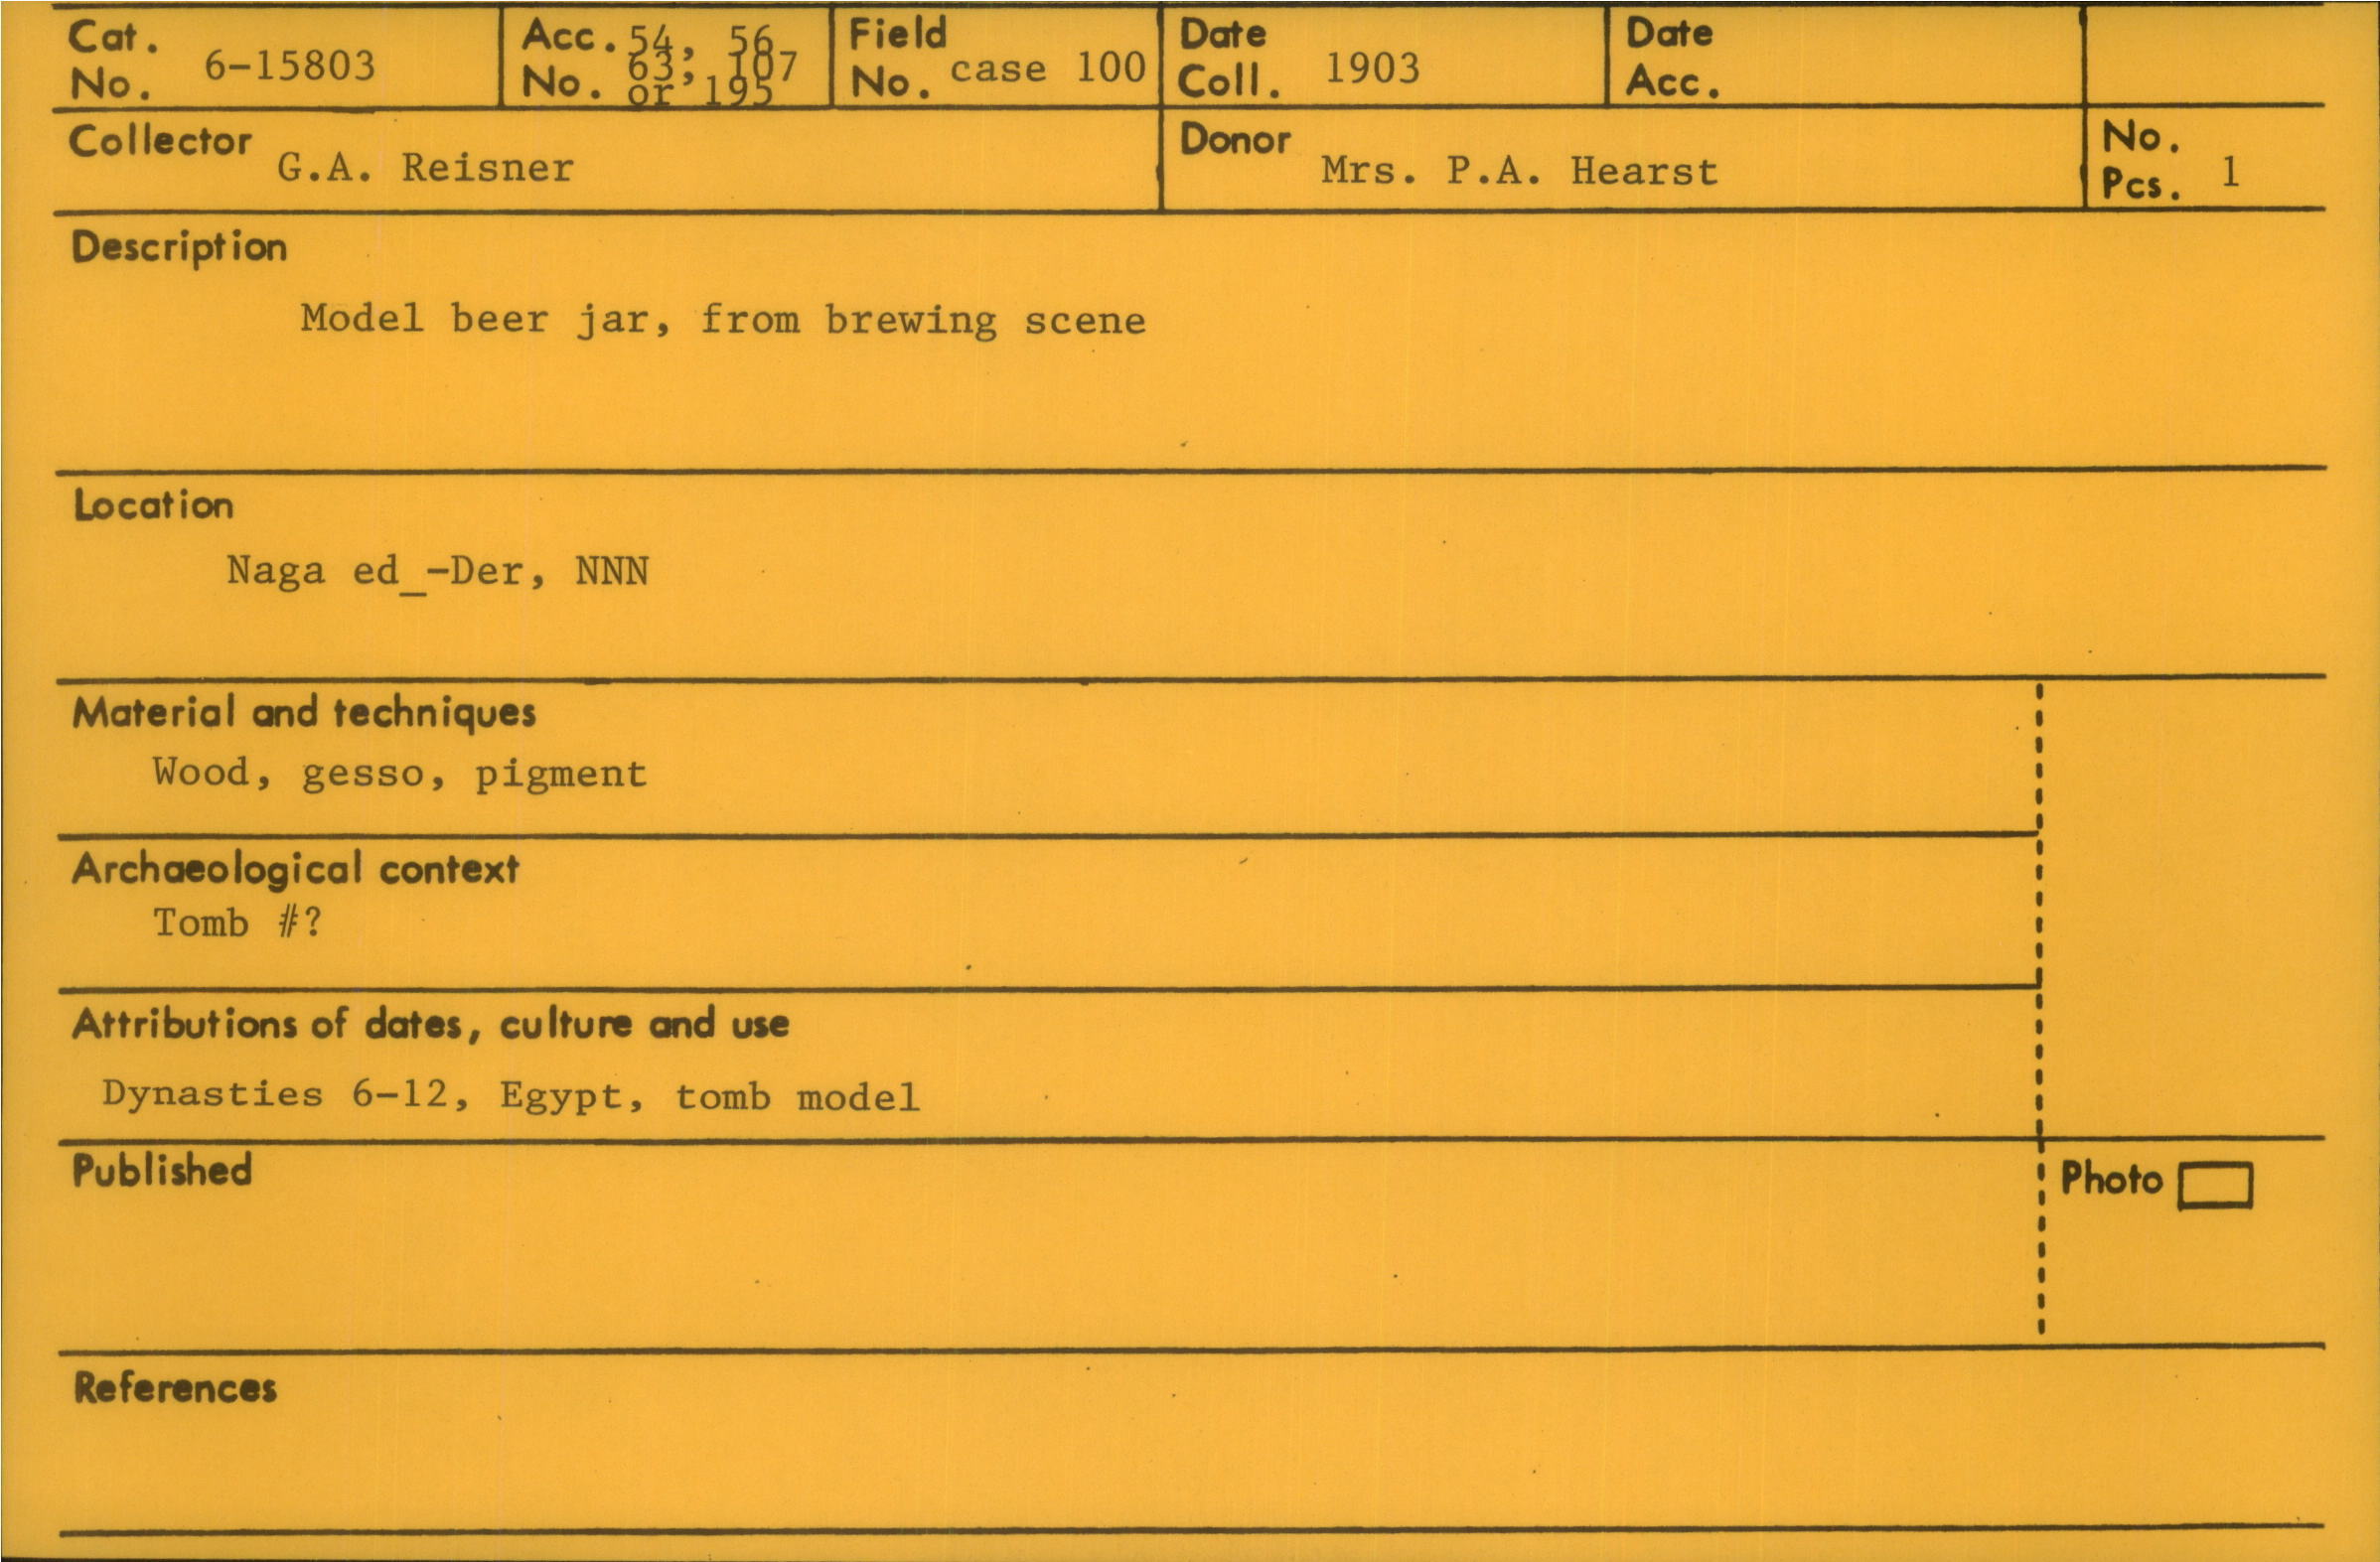 Cat. No. 6-15803 Acc. No. 54, 56, 63, 107 or 195 Field No. case 100 Date Coll. 1903 Date Acc.
Collector G.A. Reisner Donor Mrs. P.A. Hearst No. Pcs. 1
Description
Model beer jar, from brewing scene
Location
Naga ed_-Der, NNN
Material and techniques
Wood, gesso, pigment
Archaeological context
Tomb #?
Attributions of dates, culture and use
Dynasties 6-12, Egypt, tomb model
Published Photo
References